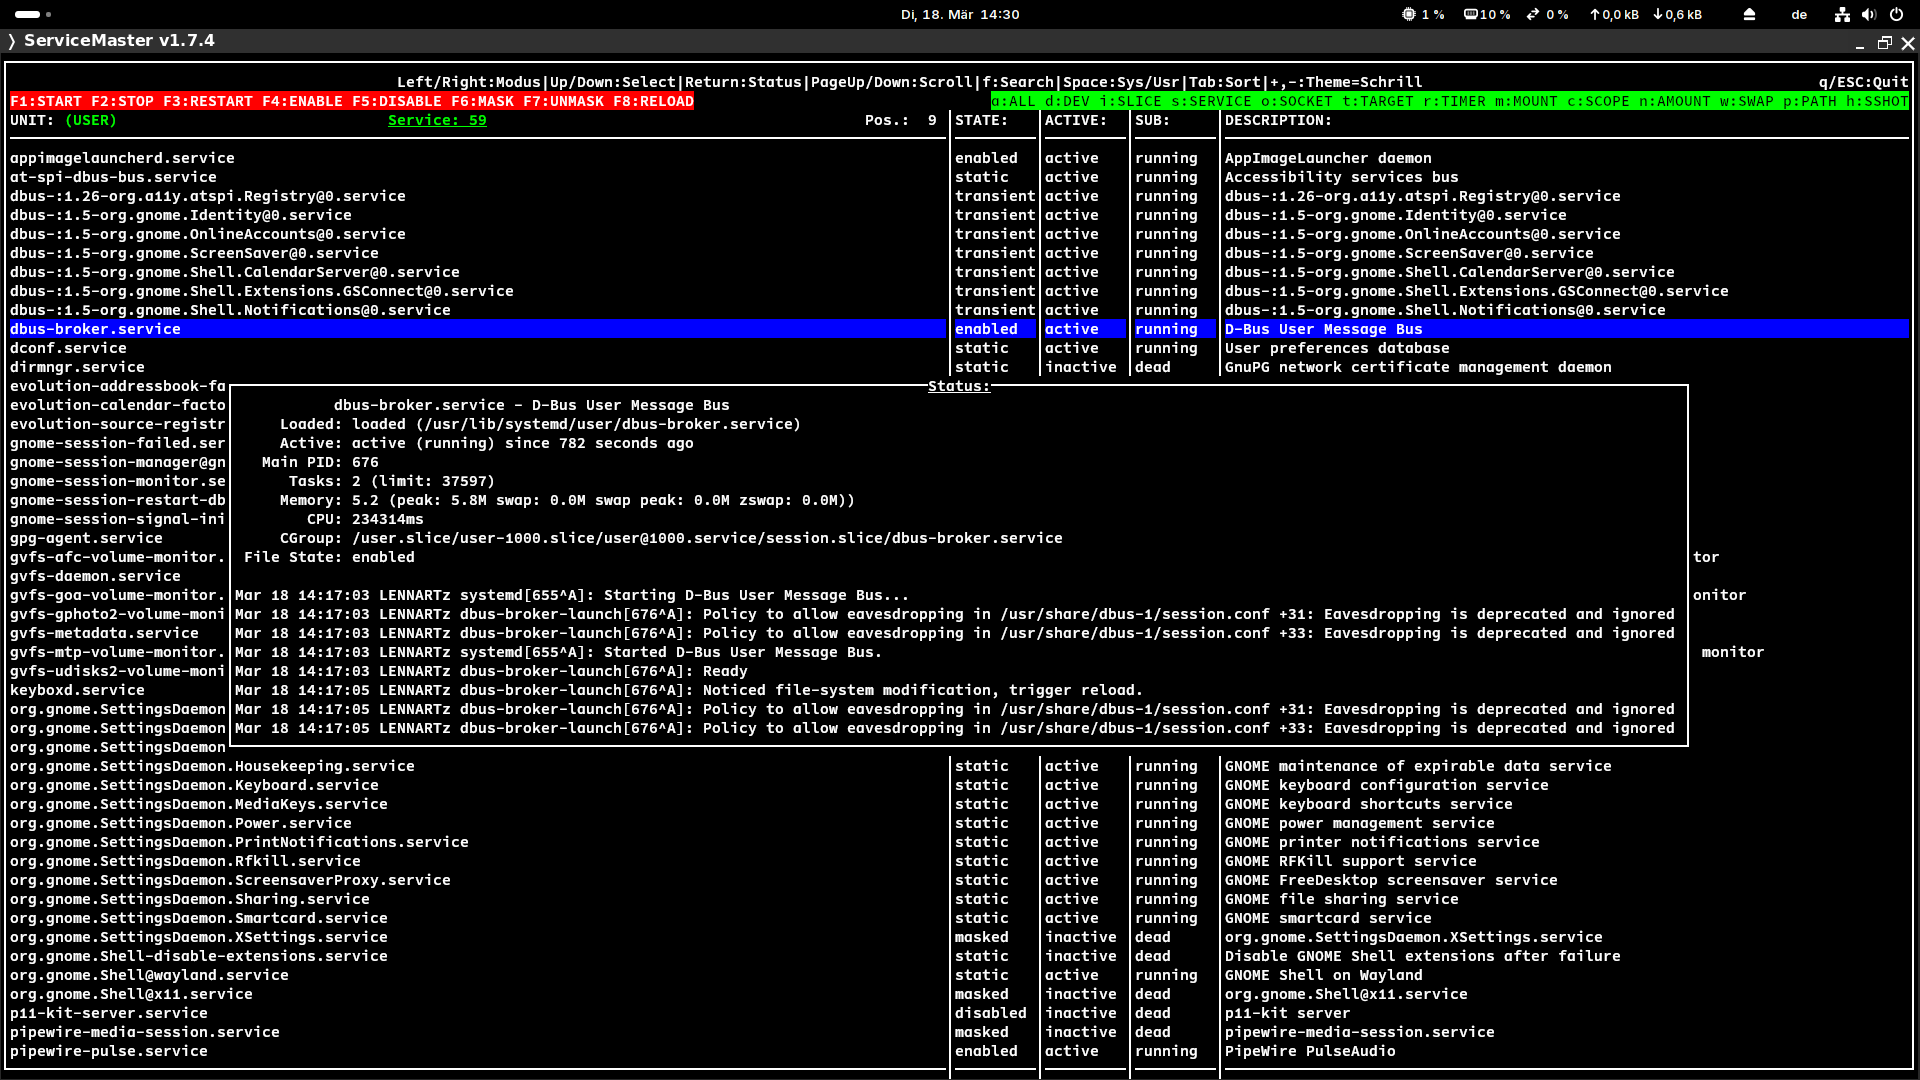 Di, 18. Mär 14:30
1 % 10 % 0 % 0,0 kB 0,6 kB de
❭ ServiceMaster v1.7.4
Left/Right:Modus|Up/Down:Select|Return:Status|PageUp/Down:Scroll|f:Search|Space:Sys/Usr|Tab:Sort|+,-:Theme=Schrill q/ESC:Quit
F1:START F2:STOP F3:RESTART F4:ENABLE F5:DISABLE F6:MASK F7:UNMASK F8:RELOAD a:ALL d:DEV i:SLICE s:SERVICE o:SOCKET t:TARGET r:TIMER m:MOUNT c:SCOPE n:AMOUNT w:SWAP p:PATH h:SSHOT
UNIT: (USER) Service: 59 Pos.: 9 STATE: ACTIVE: SUB: DESCRIPTION:
appimagelauncherd.service enabled active running AppImageLauncher daemon
at-spi-dbus-bus.service static active running Accessibility services bus
dbus-:1.26-org.a11y.atspi.Registry@0.service transient active running dbus-:1.26-org.a11y.atspi.Registry@0.service
dbus-:1.5-org.gnome.Identity@0.service transient active running dbus-:1.5-org.gnome.Identity@0.service
dbus-:1.5-org.gnome.OnlineAccounts@0.service transient active running dbus-:1.5-org.gnome.OnlineAccounts@0.service
dbus-:1.5-org.gnome.ScreenSaver@0.service transient active running dbus-:1.5-org.gnome.ScreenSaver@0.service
dbus-:1.5-org.gnome.Shell.CalendarServer@0.service transient active running dbus-:1.5-org.gnome.Shell.CalendarServer@0.service
dbus-:1.5-org.gnome.Shell.Extensions.GSConnect@0.service transient active running dbus-:1.5-org.gnome.Shell.Extensions.GSConnect@0.service
dbus-:1.5-org.gnome.Shell.Notifications@0.service transient active running dbus-:1.5-org.gnome.Shell.Notifications@0.service
dbus-broker.service enabled active running D-Bus User Message Bus
dconf.service static active running User preferences database
dirmngr.service static inactive dead GnuPG network certificate management daemon
evolution-addressbook-fa Status:
evolution-calendar-facto dbus-broker.service - D-Bus User Message Bus
evolution-source-registr Loaded: loaded (/usr/lib/systemd/user/dbus-broker.service)
gnome-session-failed.ser Active: active (running) since 782 seconds ago
gnome-session-manager@gn Main PID: 676
gnome-session-monitor.se Tasks: 2 (limit: 37597)
gnome-session-restart-db Memory: 5.2 (peak: 5.8M swap: 0.0M swap peak: 0.0M zswap: 0.0M))
gnome-session-signal-ini CPU: 234314ms
gpg-agent.service CGroup: /user.slice/user-1000.slice/user@1000.service/session.slice/dbus-broker.service
gvfs-afc-volume-monitor. File State: enabled tor
gvfs-daemon.service
gvfs-goa-volume-monitor. Mar 18 14:17:03 LENNARTz systemd[655^A]: Starting D-Bus User Message Bus... onitor
gvfs-gphoto2-volume-moni Mar 18 14:17:03 LENNARTz dbus-broker-launch[676^A]: Policy to allow eavesdropping in /usr/share/dbus-1/session.conf +31: Eavesdropping is deprecated and ignored
gvfs-metadata.service Mar 18 14:17:03 LENNARTz dbus-broker-launch[676^A]: Policy to allow eavesdropping in /usr/share/dbus-1/session.conf +33: Eavesdropping is deprecated and ignored
gvfs-mtp-volume-monitor. Mar 18 14:17:03 LENNARTz systemd[655^A]: Started D-Bus User Message Bus. monitor
gvfs-udisks2-volume-moni Mar 18 14:17:03 LENNARTz dbus-broker-launch[676^A]: Ready
keyboxd.service Mar 18 14:17:05 LENNARTz dbus-broker-launch[676^A]: Noticed file-system modification, trigger reload.
org.gnome.SettingsDaemon Mar 18 14:17:05 LENNARTz dbus-broker-launch[676^A]: Policy to allow eavesdropping in /usr/share/dbus-1/session.conf +31: Eavesdropping is deprecated and ignored
org.gnome.SettingsDaemon Mar 18 14:17:05 LENNARTz dbus-broker-launch[676^A]: Policy to allow eavesdropping in /usr/share/dbus-1/session.conf +33: Eavesdropping is deprecated and ignored
org.gnome.SettingsDaemon
org.gnome.SettingsDaemon.Housekeeping.service static active running GNOME maintenance of expirable data service
org.gnome.SettingsDaemon.Keyboard.service static active running GNOME keyboard configuration service
org.gnome.SettingsDaemon.MediaKeys.service static active running GNOME keyboard shortcuts service
org.gnome.SettingsDaemon.Power.service static active running GNOME power management service
org.gnome.SettingsDaemon.PrintNotifications.service static active running GNOME printer notifications service
org.gnome.SettingsDaemon.Rfkill.service static active running GNOME RFKill support service
org.gnome.SettingsDaemon.ScreensaverProxy.service static active running GNOME FreeDesktop screensaver service
org.gnome.SettingsDaemon.Sharing.service static active running GNOME file sharing service
org.gnome.SettingsDaemon.Smartcard.service static active running GNOME smartcard service
org.gnome.SettingsDaemon.XSettings.service masked inactive dead org.gnome.SettingsDaemon.XSettings.service
org.gnome.Shell-disable-extensions.service static inactive dead Disable GNOME Shell extensions after failure
org.gnome.Shell@wayland.service static active running GNOME Shell on Wayland
org.gnome.Shell@x11.service masked inactive dead org.gnome.Shell@x11.service
p11-kit-server.service disabled inactive dead p11-kit server
pipewire-media-session.service masked inactive dead pipewire-media-session.service
pipewire-pulse.service enabled active running PipeWire PulseAudio